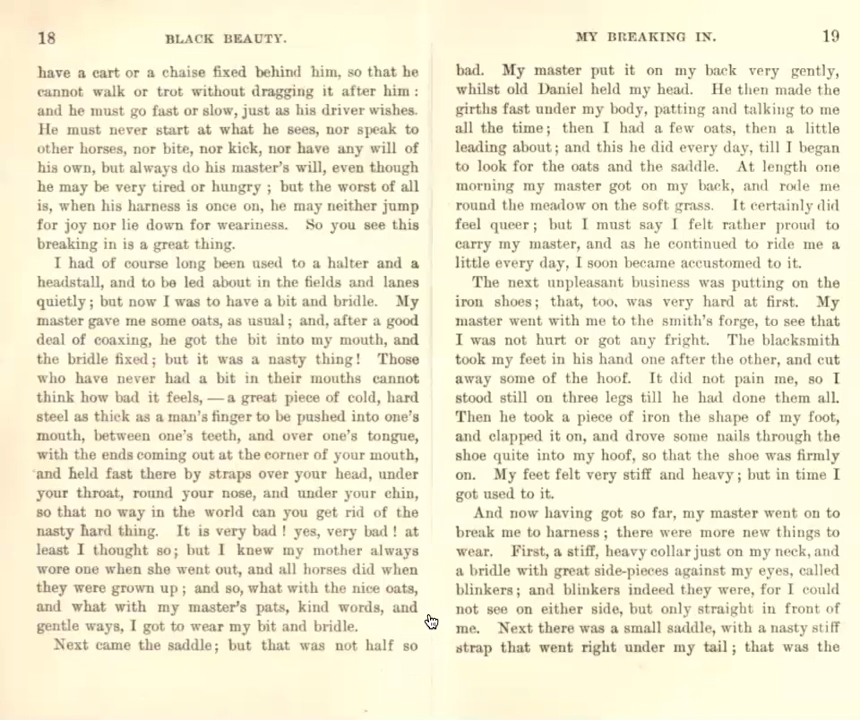 18 BLACK BEAUTY.
have a cart or a chaise fixed behind him, so that he
cannot walk or trot without dragging it after him :
and he must go fast or slow, just as his driver wishes.
He must never start at what he sees, nor speak to
other horses, nor bite, nor kick, nor have any will of
his own, but always do his master's will, even though
he may be very tired or hungry ; but the worst of all
is, when his harness is once on, he may neither jump
for joy nor lie down for weariness. So you see this
breaking in is a great thing.
I had of course long been used to a halter and a
headstall, and to be led about in the fields and lanes
quietly ; but now I was to have a bit and bridle. My
master gave me some oats, as usual ; and, after a good
deal of coaxing, he got the bit into my mouth, and
the bridle fixed ; but it was a nasty thing ! Those
who have never had a bit in their mouths cannot
think how bad it feels, — a great piece of cold, hard
steel as thick as a man's finger to be pushed into one's
mouth, between one's teeth, and over one's tongue,
with the ends coming out at the corner of your mouth,
and held fast there by straps over your head, under
your throat, round your nose, and under your chin,
so that no way in the world can you get rid of the
nasty hard thing. It is very bad ! yes, very bad ! at
least I thought so ; but I knew my mother always
wore one when she went out, and all horses did when
they were grown up ; and so, what with the nice oats,
and what with my master's pats, kind words, and
gentle ways, I got to wear my bit and bridle.
Next came the saddle ; but that was not half so
MY BREAKING IN. 19
bad. My master put it on my back very gently,
whilst old Daniel held my head. He then made the
girths fast under my body, patting and talking to me
all the time ; then I had a few oats, then a little
leading about ; and this he did every day, till I began
to look for the oats and the saddle. At length one
morning my master got on my back, and rode me
round the meadow on the soft grass. It certainly did
feel queer ; but I must say I felt rather proud to
carry my master, and as he continued to ride me a
little every day, I soon became accustomed to it.
The next unpleasant business was putting on the
iron shoes ; that, too, was very hard at first. My
master went with me to the smith's forge, to see that
I was not hurt or got any fright. The blacksmith
took my feet in his hand one after the other, and cut
away some of the hoof. It did not pain me, so I
stood still on three legs till he had done them all.
Then he took a piece of iron the shape of my foot,
and clapped it on, and drove some nails through the
shoe quite into my hoof, so that the shoe was firmly
on. My feet felt very stiff and heavy ; but in time I
got used to it.
And now having got so far, my master went on to
break me to harness ; there were more new things to
wear. First, a stiff, heavy collar just on my neck, and
a bridle with great side-pieces against my eyes, called
blinkers ; and blinkers indeed they were, for I could
not see on either side, but only straight in front of
me. Next there was a small saddle, with a nasty stiff
strap that went right under my tail ; that was the